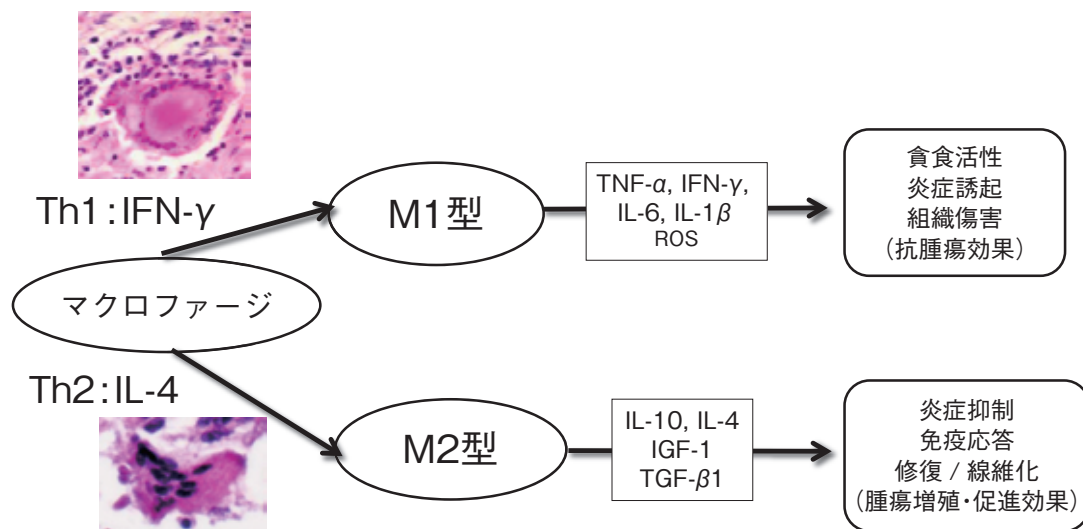 Th1：IFN-γ
マクロファージ
Th2：IL-4
M1型
TNF-α, IFN-γ,
IL-6, IL-1β
ROS
貪食活性
炎症誘起
組織傷害
（抗腫瘍効果）
M2型
IL-10, IL-4
IGF-1
TGF-β1
炎症抑制
免疫応答
修復 / 線維化
（腫瘍増殖・促進効果）